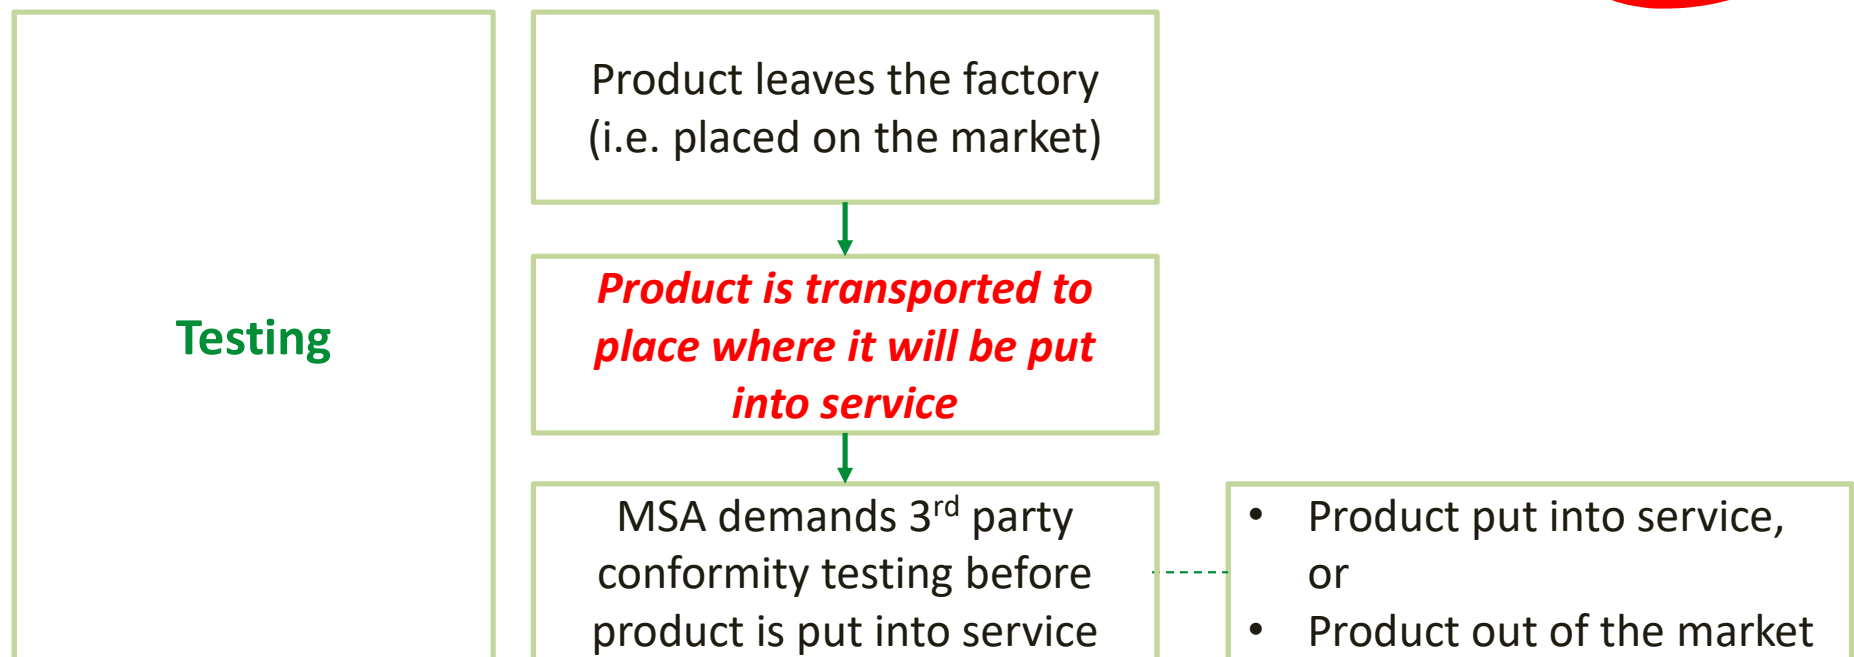 Testing
Product leaves the factory
(i.e. placed on the market)
Product is transported to
place where it will be put
into service
MSA demands 3rd party
conformity testing before
product is put into service
• Product put into service,
or
• Product out of the market